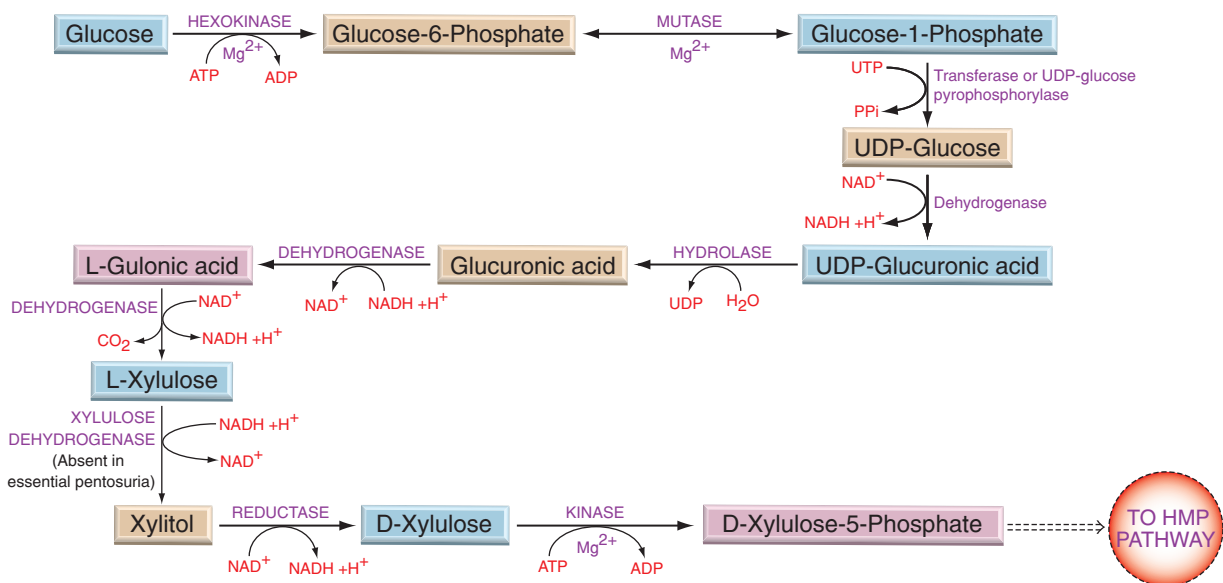 Glucose
HEXOKINASE
Mg2+
ATP
ADP
Glucose-6-Phosphate
MUTASE
Mg2+
Glucose-1-Phosphate
UTP
PPi
Transferase or UDP-glucose
pyrophosphorylase
UDP-Glucose
NAD+
NADH +H+
Dehydrogenase
UDP-Glucuronic acid
HYDROLASE
UDP
H2O
Glucuronic acid
DEHYDROGENASE
NAD+
NADH +H+
L-Gulonic acid
DEHYDROGENASE
NAD+
CO2
NADH +H+
L-Xylulose
XYLULOSE
DEHYDROGENASE
(Absent in
essential pentosuria)
NADH +H+
NAD+
Xylitol
REDUCTASE
NAD+
NADH +H+
D-Xylulose
KINASE
Mg2+
ATP
ADP
D-Xylulose-5-Phosphate
TO HMP
PATHWAY